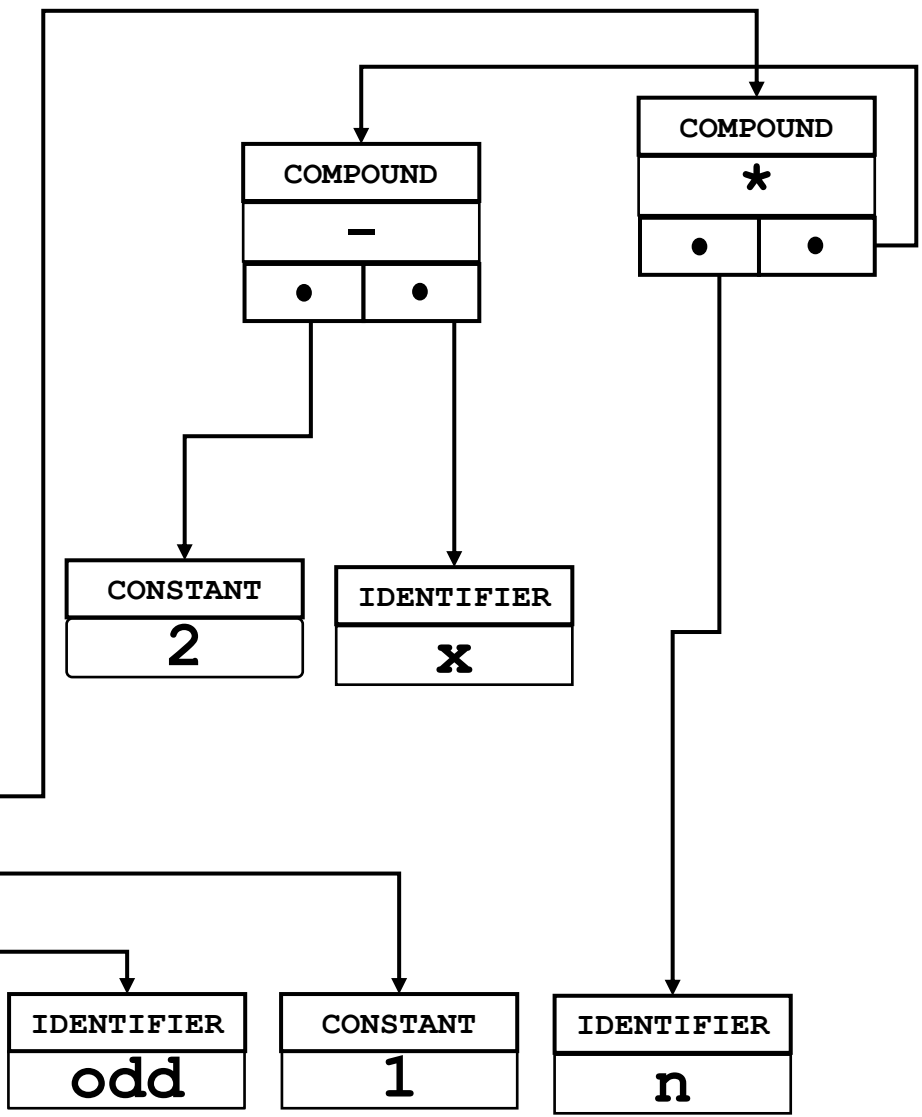 COMPOUND
*
COMPOUND
-
CONSTANT
2
IDENTIFIER
x
IDENTIFIER
odd
CONSTANT
1
IDENTIFIER
n